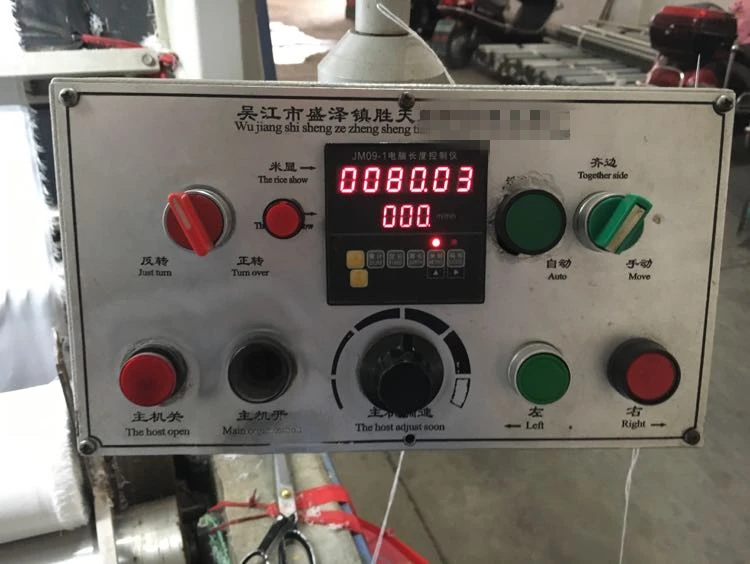 吴江市盛泽镇胜天
Wu jiang shi sheng ze zheng sheng
JM09-1电脑长度控制仪
米显
The rice show
0080.03
000.
m/min
齐边
Together side
反转
Just turn
正转
Turn over
自动
Auto
手动
Move
主机关
The host open
主机开
Main
The host adjust soon
左
← Left
右
Right →